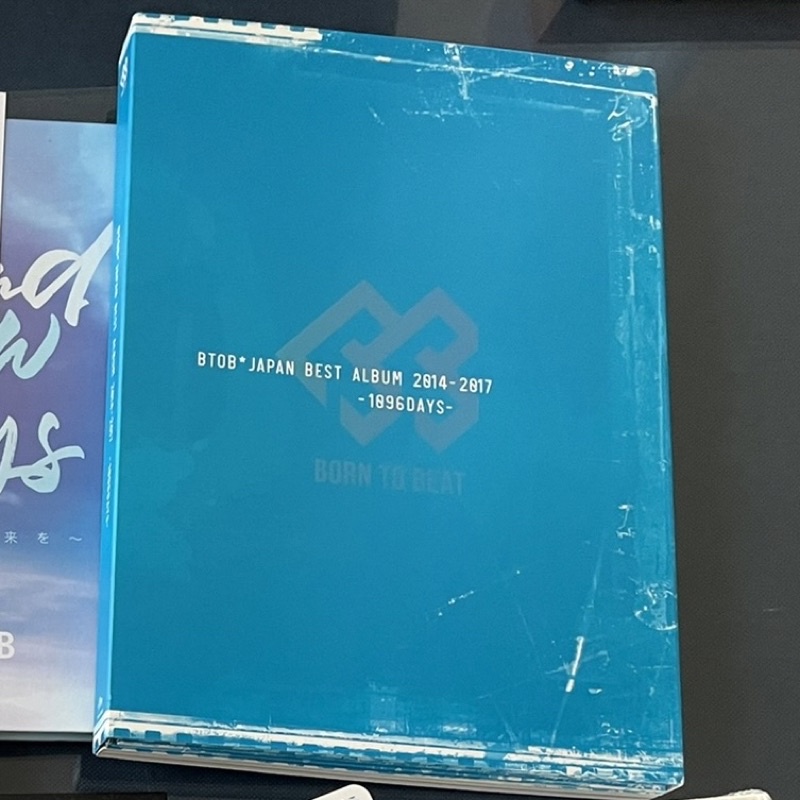 BTOB*JAPAN BEST ALBUM 2014-2017
-1096DAYS-
BORN TO BEAT
来を～
B